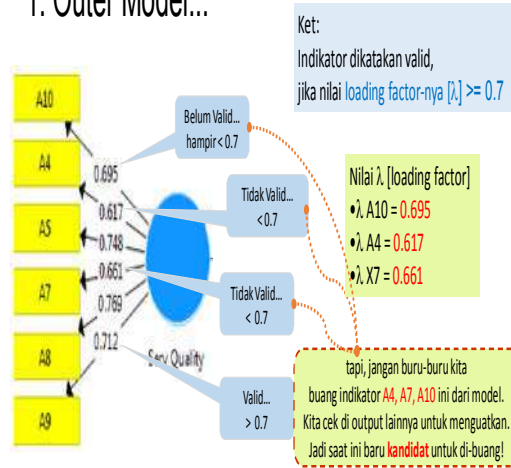 1. Outer Model...
Ket:
Indikator dikatakan valid,
jika nilai loading factor-nya [λ] >= 0.7
A10
A4
A5
A7
A8
A9
0.695
0.617
0.748
0.661
0.769
0.712
Serv Quality
Belum Valid...
hampir < 0.7
Tidak Valid...
< 0.7
Tidak Valid...
< 0.7
Valid...
> 0.7
Nilai λ [loading factor]
•λ A10 = 0.695
•λ A4 = 0.617
•λ X7 = 0.661
tapi, jangan buru-buru kita
buang indikator A4, A7, A10 ini dari model.
Kita cek di output lainnya untuk menguatkan.
Jadi saat ini baru kandidat untuk di-buang!